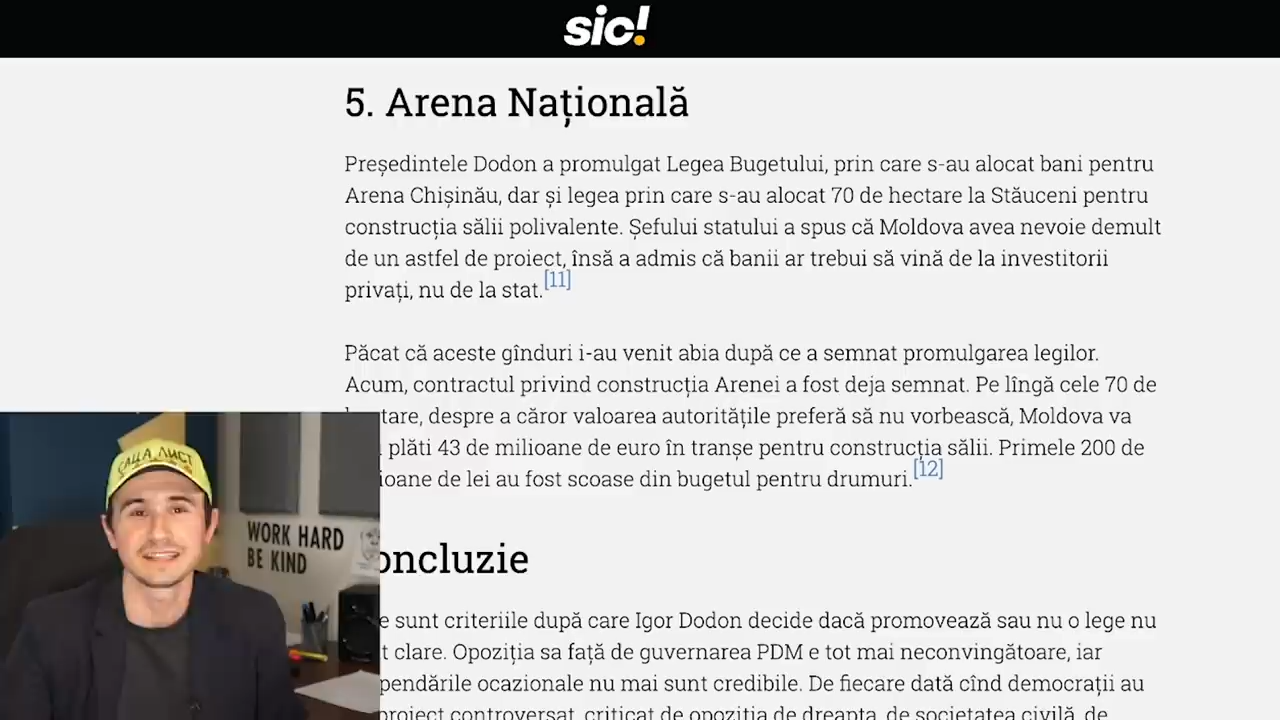 sic!
5. Arena Națională
Președintele Dodon a promulgat Legea Bugetului, prin care s-au alocat bani pentru
Arena Chișinău, dar și legea prin care s-au alocat 70 de hectare la Stăuceni pentru
construcția sălii polivalente. Șefului statului a spus că Moldova avea nevoie demult
de un astfel de proiect, însă a admis că banii ar trebui să vină de la investitorii
privați, nu de la stat.[11]
Păcat că aceste gînduri i-au venit abia după ce a semnat promulgarea legilor.
Acum, contractul privind construcția Arenei a fost deja semnat. Pe lîngă cele 70 de
tare, despre a căror valoarea autoritățile preferă să nu vorbească, Moldova va
plăti 43 de milioane de euro în tranșe pentru construcția sălii. Primele 200 de
ioane de lei au fost scoase din bugetul pentru drumuri.[12]
oncluzie
e sunt criteriile după care Igor Dodon decide dacă promovează sau nu o lege nu
t clare. Opoziția sa față de guvernarea PDM e tot mai neconvingătoare, iar
pendările ocazionale nu mai sunt credibile. De fiecare dată cînd democrații au
proiect controversat, criticat de opoziția de dreapta, de societatea civilă, de
САША ЛИСТ
WORK HARD
BE KIND